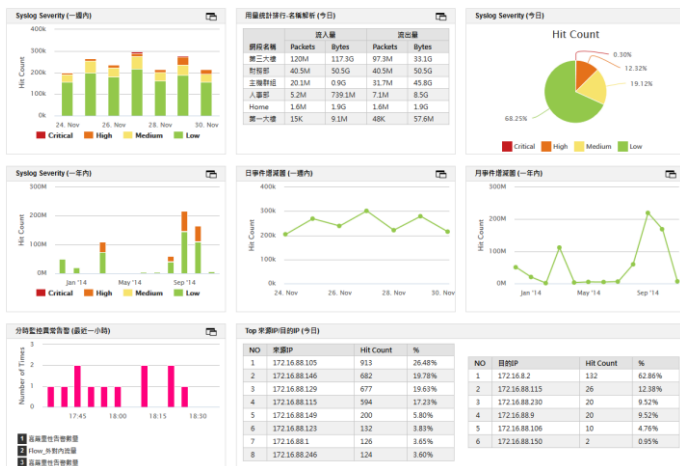 Syslog Severity (一週內)
400k
300k
200k
100k
0k
Hit Count
24. Nov 26. Nov 28. Nov 30. Nov
Critical High Medium Low
用量統計排行-名稱解析 (今日)
流入量 流出量
網段名稱 Packets Bytes Packets Bytes
第三大樓 120M 117.3G 97.3M 33.1G
財務部 40.5M 50.5G 40.5M 50.5G
主機群組 20.1M 0.9G 31.7M 45.8G
人事部 5.2M 739.1M 7.1M 8.5G
Home 1.6M 1.9G 1.6M 1.9G
第一大樓 15K 9.1M 48K 57.6M
Syslog Severity (今日)
Hit Count
0.30%
12.32%
19.12%
68.25%
Critical High Medium Low
Syslog Severity (一年內)
300M
200M
100M
0M
Hit Count
Jan '14 May '14 Sep '14
Critical High Medium Low
日事件增減圖 (一週內)
400k
300k
200k
100k
0k
Hit Count
24. Nov 26. Nov 28. Nov 30. Nov
月事件增減圖 (一年內)
300M
200M
100M
0M
Hit Count
Jan '14 May '14 Sep '14
分時監控異常告警 (最近一小時)
3
2
1
0
Number of Times
17:45 18:00 18:15 18:30
1
2 Flow_外對內流量
3
Top 來源IP/目的IP (今日)
NO 來源IP Hit Count %
1 172.16.88.105 913 26.48%
2 172.16.88.146 682 19.78%
3 172.16.88.129 677 19.63%
4 172.16.88.115 594 17.23%
5 172.16.88.149 200 5.80%
6 172.16.88.123 132 3.83%
7 172.16.88.1 126 3.65%
8 172.16.88.246 124 3.60%
NO 目的IP Hit Count %
1 172.16.8.2 132 62.86%
2 172.16.88.115 26 12.38%
3 172.16.88.230 20 9.52%
4 172.16.88.9 20 9.52%
5 172.16.88.106 10 4.76%
6 172.16.88.150 2 0.95%